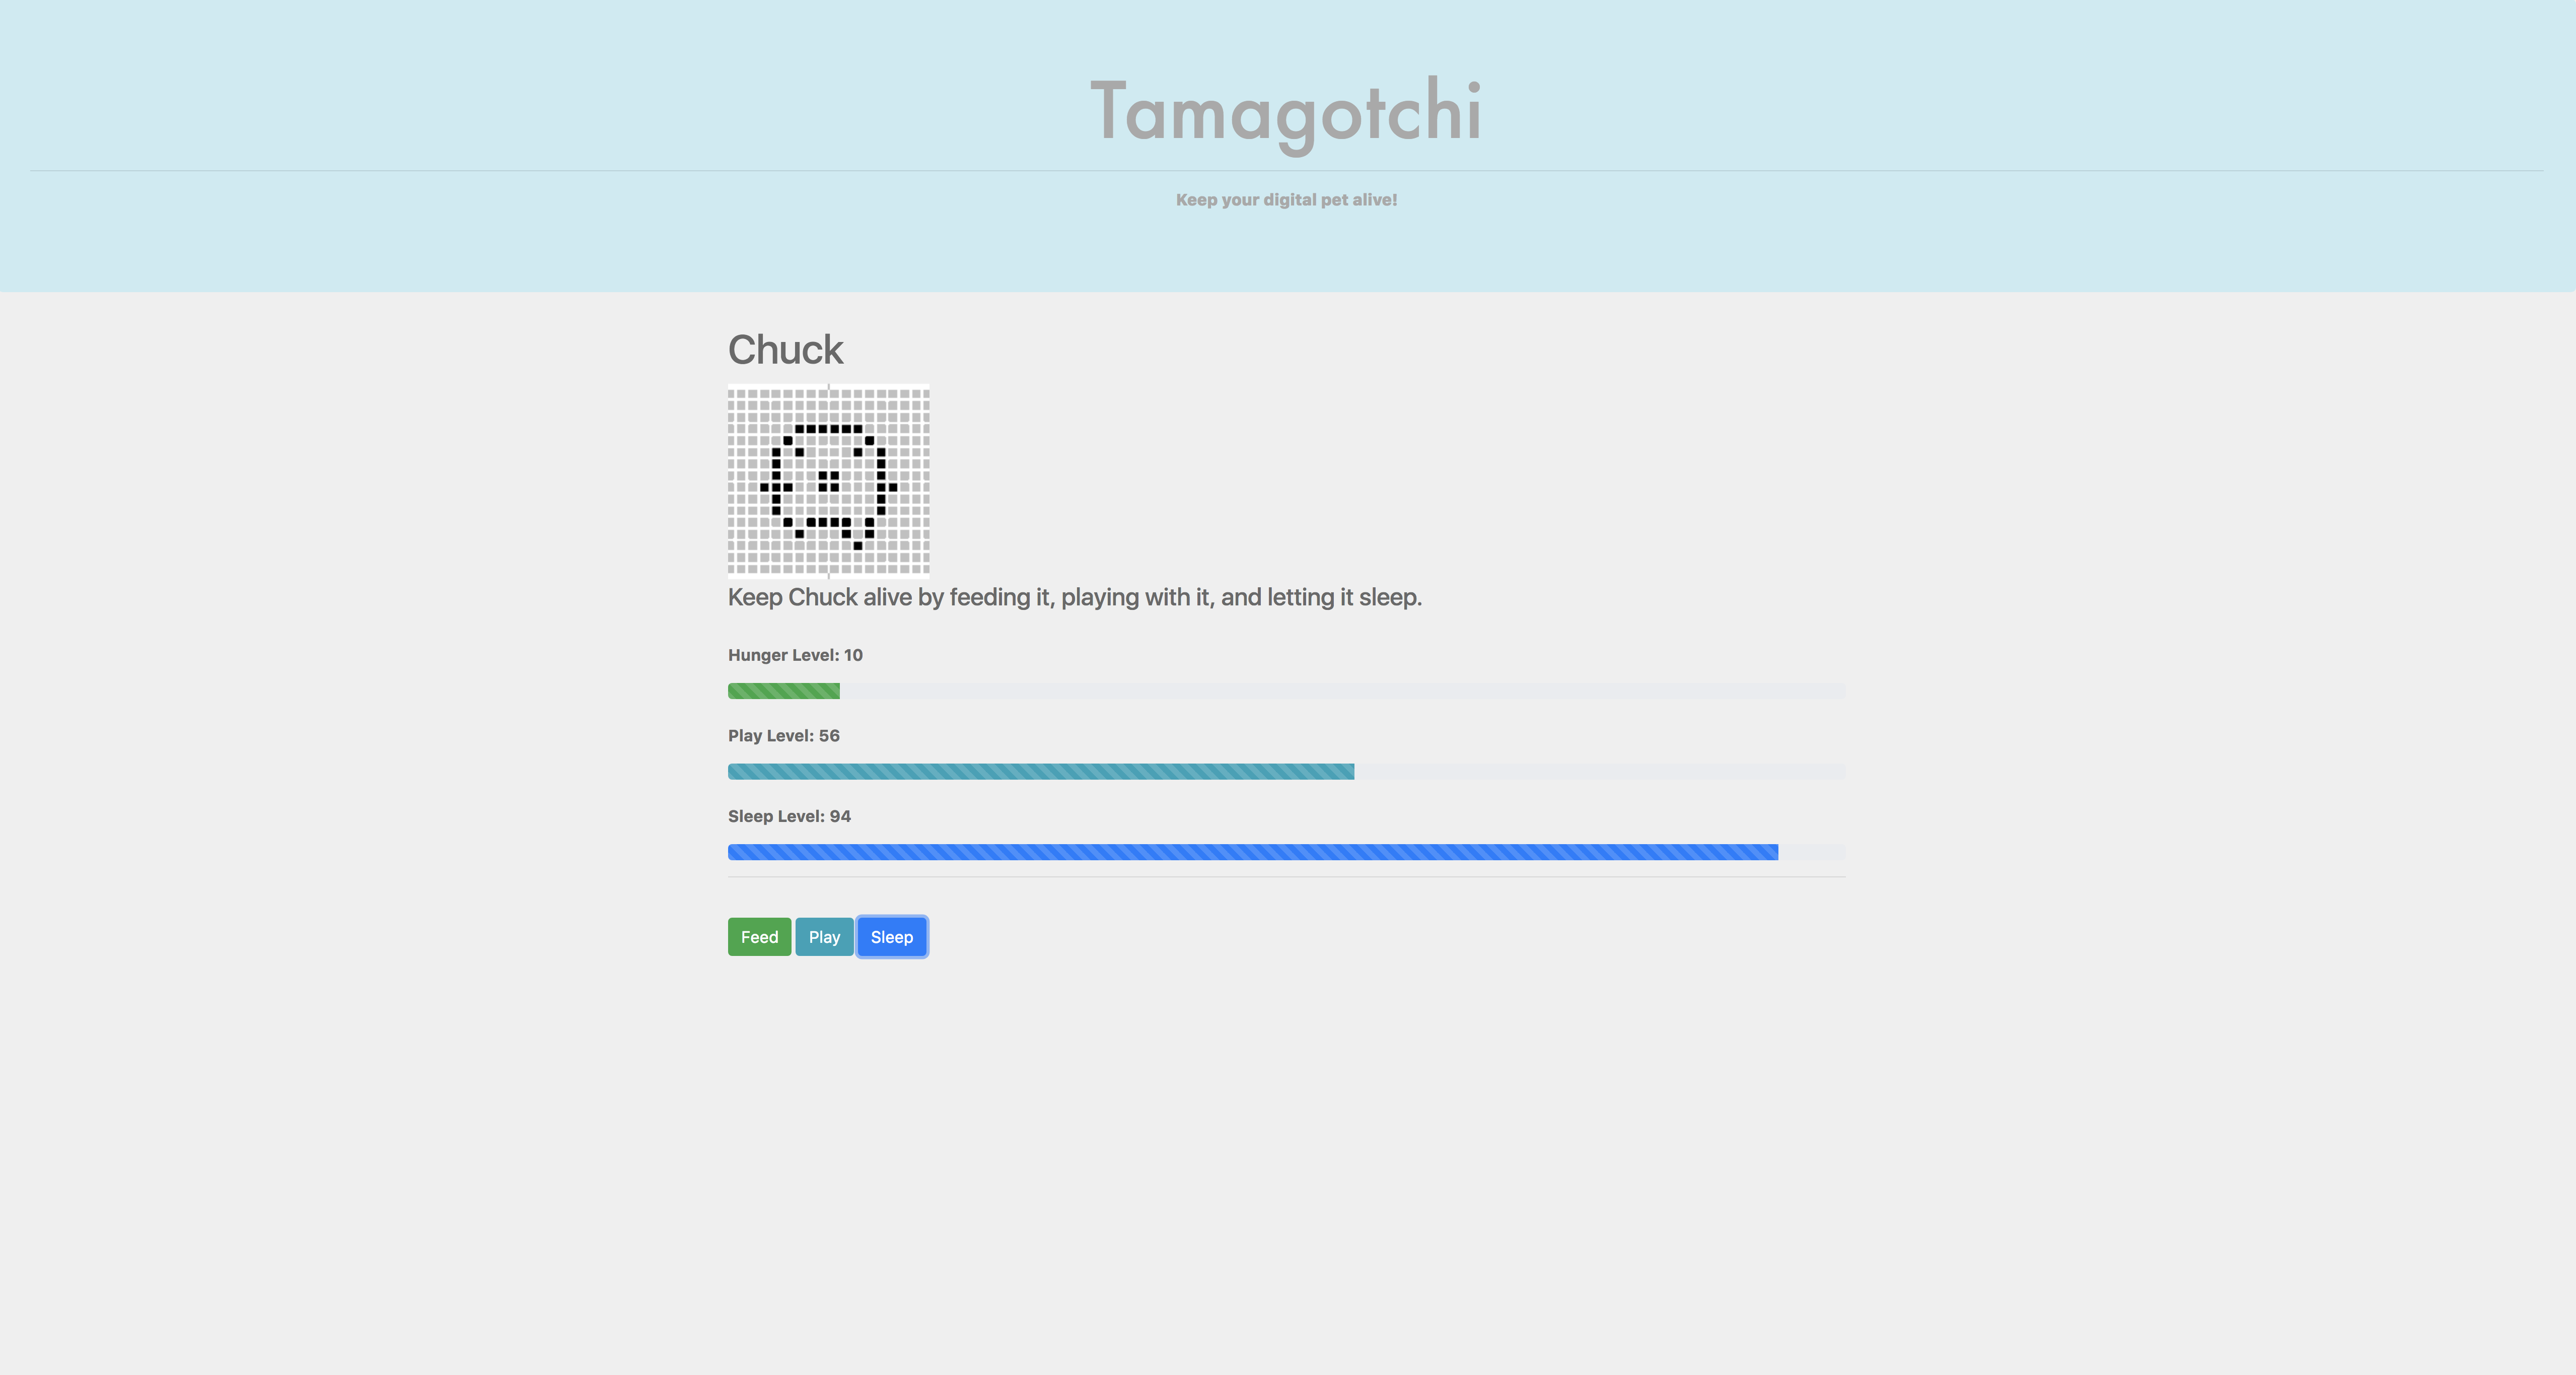 Tamagotchi
Keep your digital pet alive!
Chuck
Keep Chuck alive by feeding it, playing with it, and letting it sleep.
Hunger Level: 10
Play Level: 56
Sleep Level: 94
Feed Play Sleep